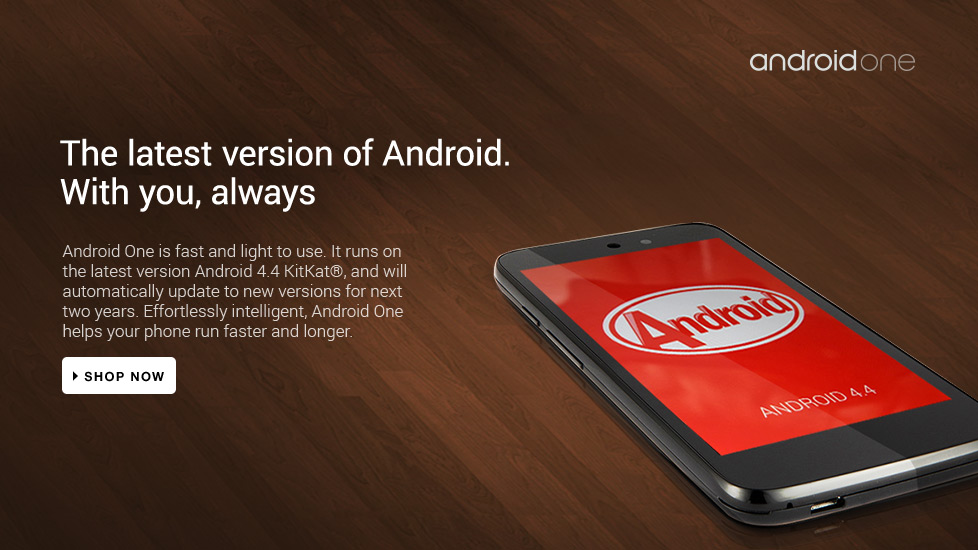 android one
The latest version of Android.
With you, always
Android One is fast and light to use. It runs on
the latest version Android 4.4 KitKat®, and will
automatically update to new versions for next
two years. Effortlessly intelligent, Android One
helps your phone run faster and longer.
SHOP NOW
Android
ANDROID 4.4